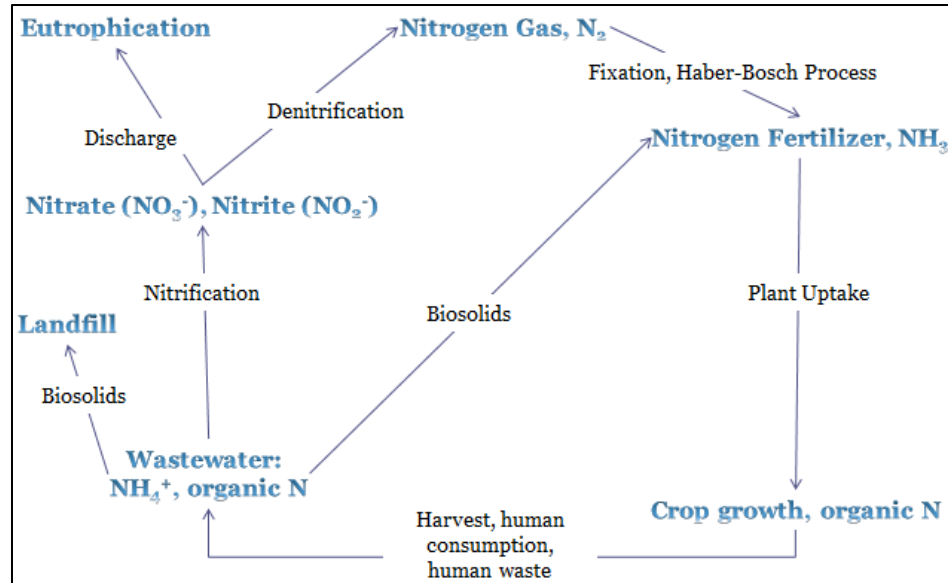 Eutrophication
Nitrogen Gas, N₂
Fixation, Haber-Bosch Process
Denitrification
Discharge
Nitrogen Fertilizer, NH₃
Nitrate (NO₃⁻), Nitrite (NO₂⁻)
Nitrification
Plant Uptake
Biosolids
Landfill
Biosolids
Wastewater:
NH₄⁺, organic N
Crop growth, organic N
Harvest, human
consumption,
human waste